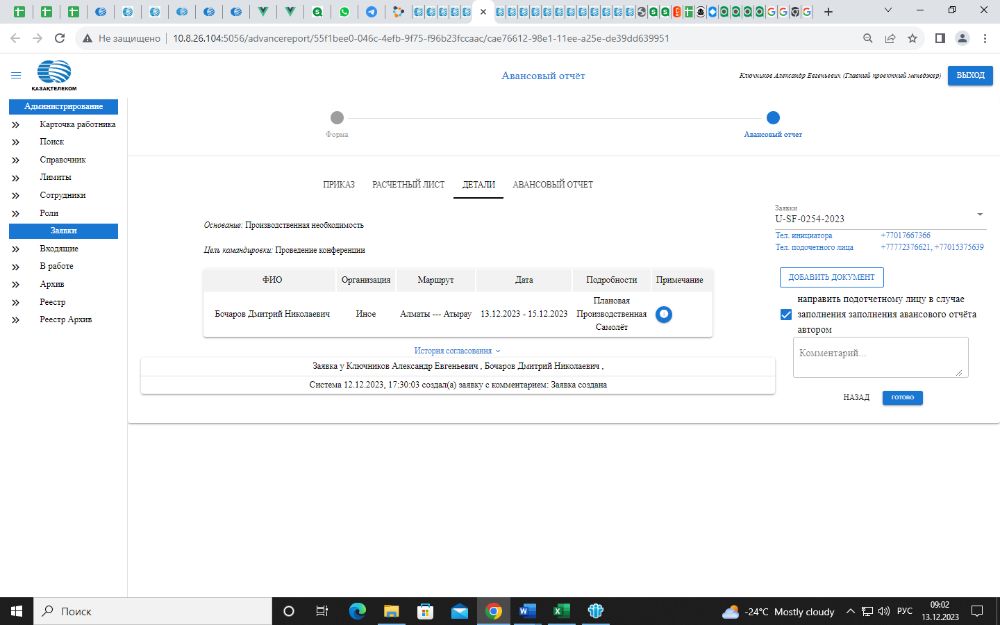 Не защищено
10.8.26.104:5056/advancereport/55f1bee0-046c-4efb-9f75-f96b23fccaac/cae76612-98e1-11ee-a25e-de39dd639951
ҚАЗАҚТЕЛЕКОМ
Авансовый отчёт
Ключников Александр Евгеньевич (Главный проектный менеджер)
ВЫХОД
Администрирование
Карточка работника
Поиск
Справочник
Лимиты
Сотрудники
Роли
Заявки
Входящие
В работе
Архив
Реестр
Реестр Архив
Форма
Авансовый отчет
ПРИКАЗ
РАСЧЕТНЫЙ ЛИСТ
ДЕТАЛИ
АВАНСОВЫЙ ОТЧЕТ
Основание: Производственная необходимость
Цель командировки: Проведение конференции
ФИО Организация Маршрут Дата Подробности Примечание
Бочаров Дмитрий Николаевич Иное Алматы --- Атырау 13.12.2023 - 15.12.2023 Плановая
Производственная
Самолёт
История согласования
Заявка у Ключников Александр Евгеньевич , Бочаров Дмитрий Николаевич ,
Система 12.12.2023, 17:30:03 создал(а) заявку с комментарием: Заявка создана
Заявки
U-SF-0254-2023
Тел. инициатора +77017667366
Тел. подочетного лица +77772376621, +77015375639
ДОБАВИТЬ ДОКУМЕНТ
направить подотчетному лицу в случае
заполнения заполнения авансового отчёта
автором
Комментарий...
НАЗАД
ГОТОВО
Поиск
-24°C Mostly cloudy
РУС
09:02
13.12.2023